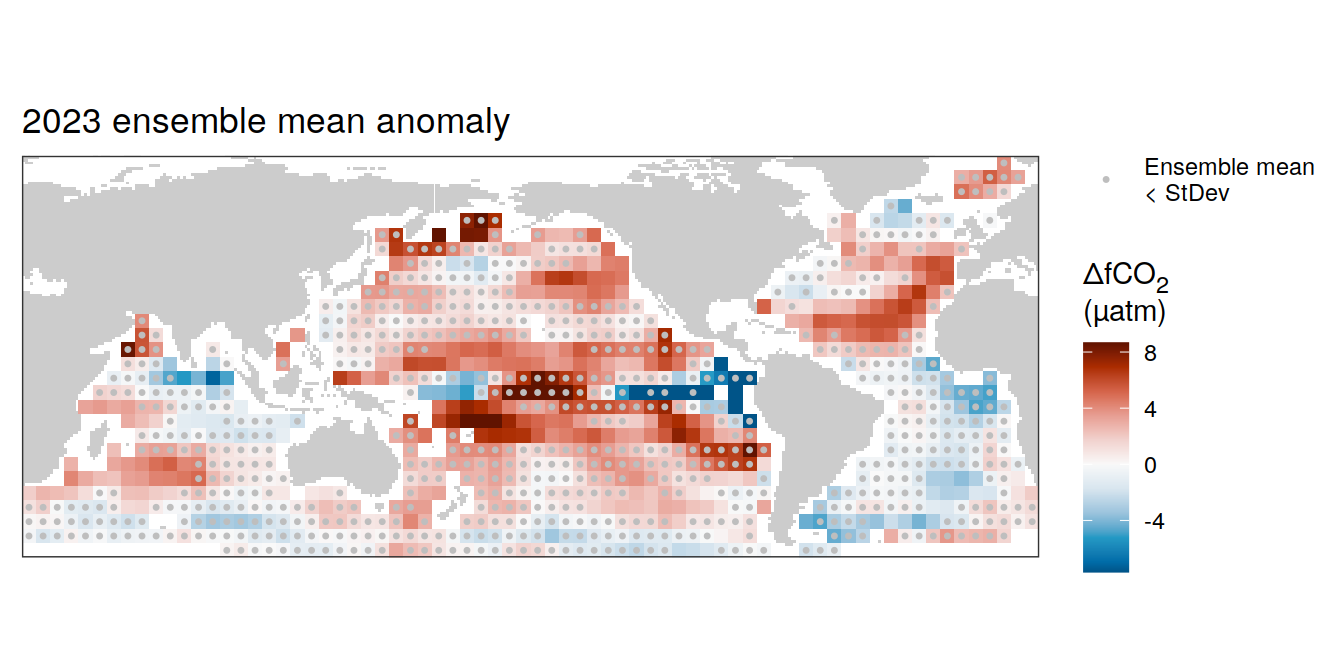 2023 ensemble mean anomaly
Ensemble mean
< StDev
ΔfCO₂
(µatm)
8
4
0
-4